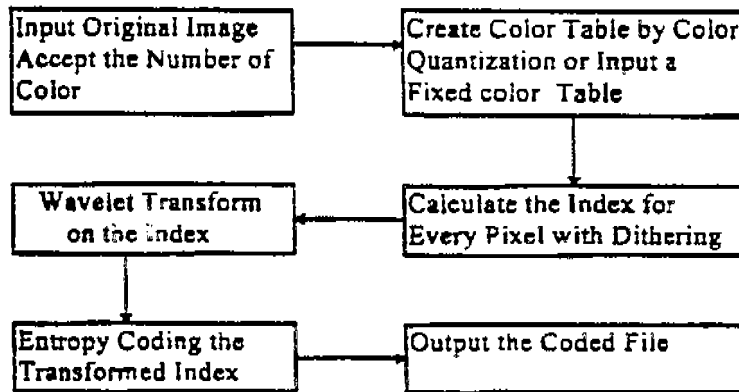 Input Original Image
Accept the Number of
Color
Create Color Table by Color
Quantization or Input a
Fixed color Table
Calculate the Index for
Every Pixel with Dithering
Wavelet Transform
on the Index
Entropy Coding the
Transformed Index
Output the Coded File